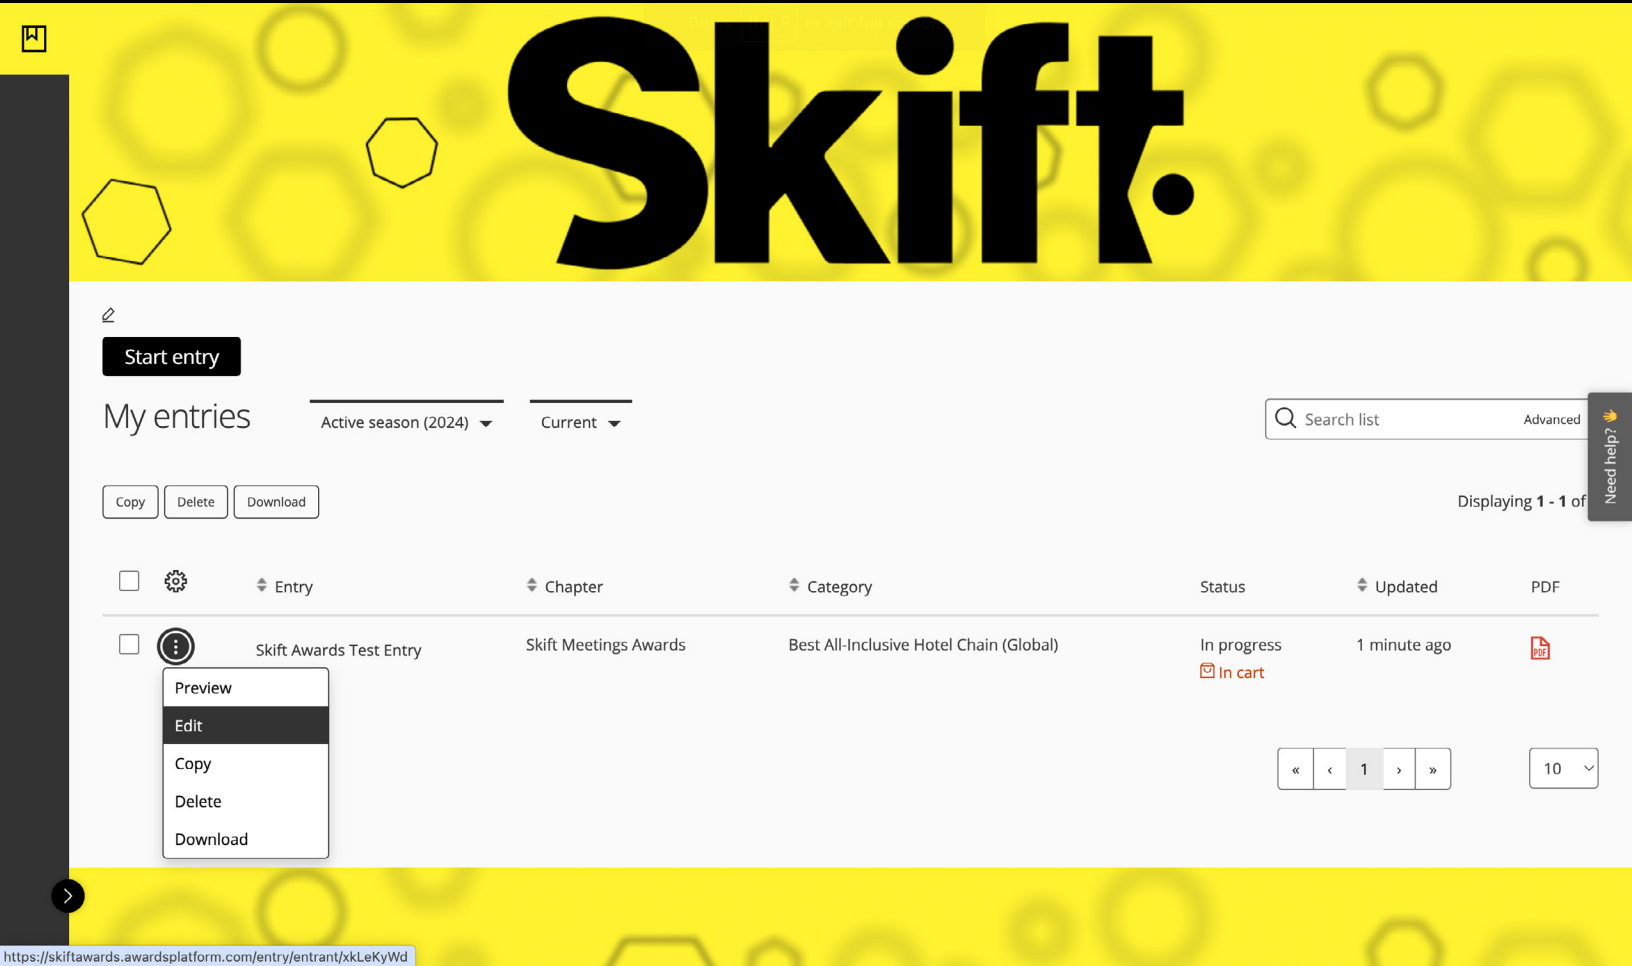 Skift.
Start entry
My entries
Active season (2024)
Current
Search list
Advanced
Need help? 👋
Copy
Delete
Download
Displaying 1 - 1 of
Entry
Chapter
Category
Status
Updated
PDF
Skift Awards Test Entry
Skift Meetings Awards
Best All-Inclusive Hotel Chain (Global)
In progress
In cart
1 minute ago
PDF
Preview
Edit
Copy
Delete
Download
«
‹
1
›
»
10
https://skiftawards.awardsplatform.com/entry/entrant/xkLeKyWd